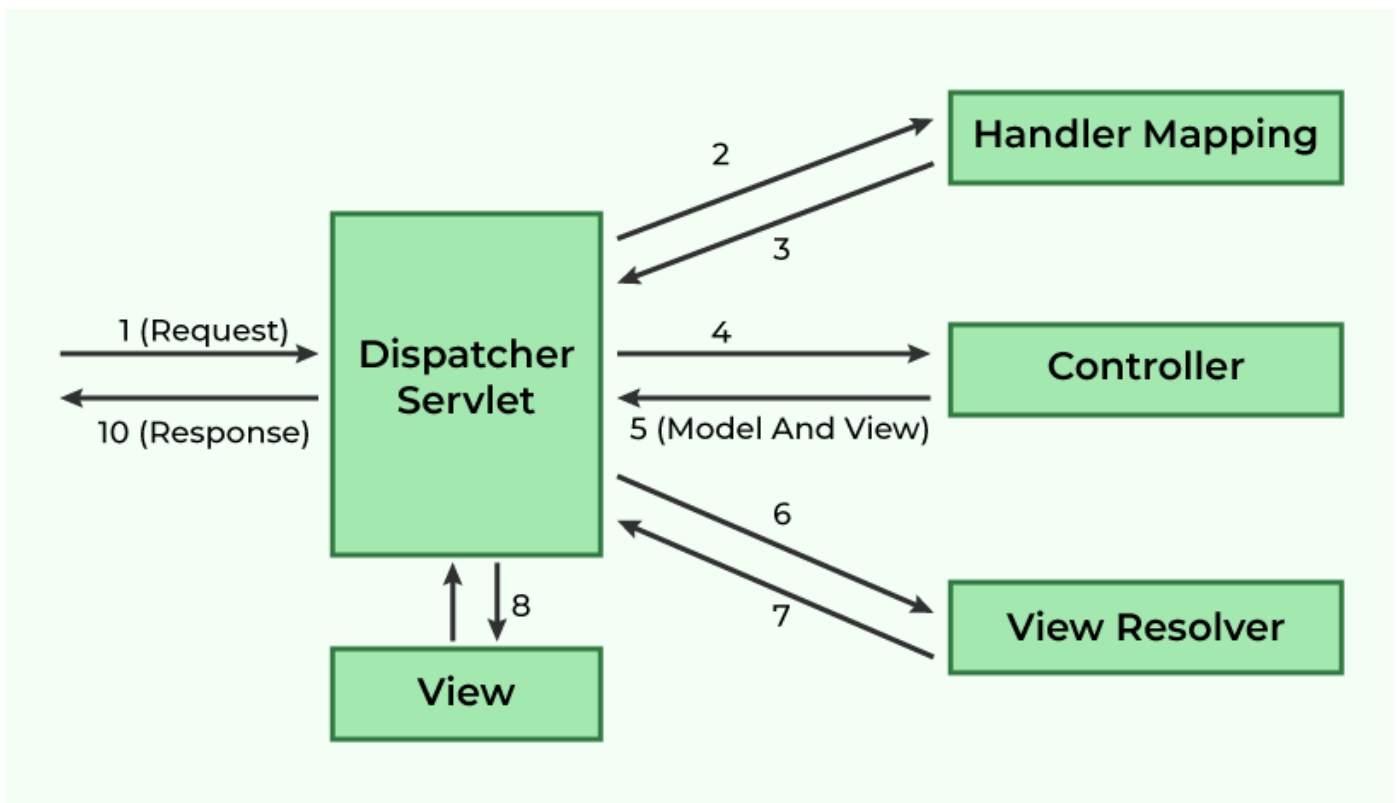 2
Handler Mapping
3
1 (Request)
Dispatcher
Servlet
4
Controller
10 (Response)
5 (Model And View)
6
7
View Resolver
8
View